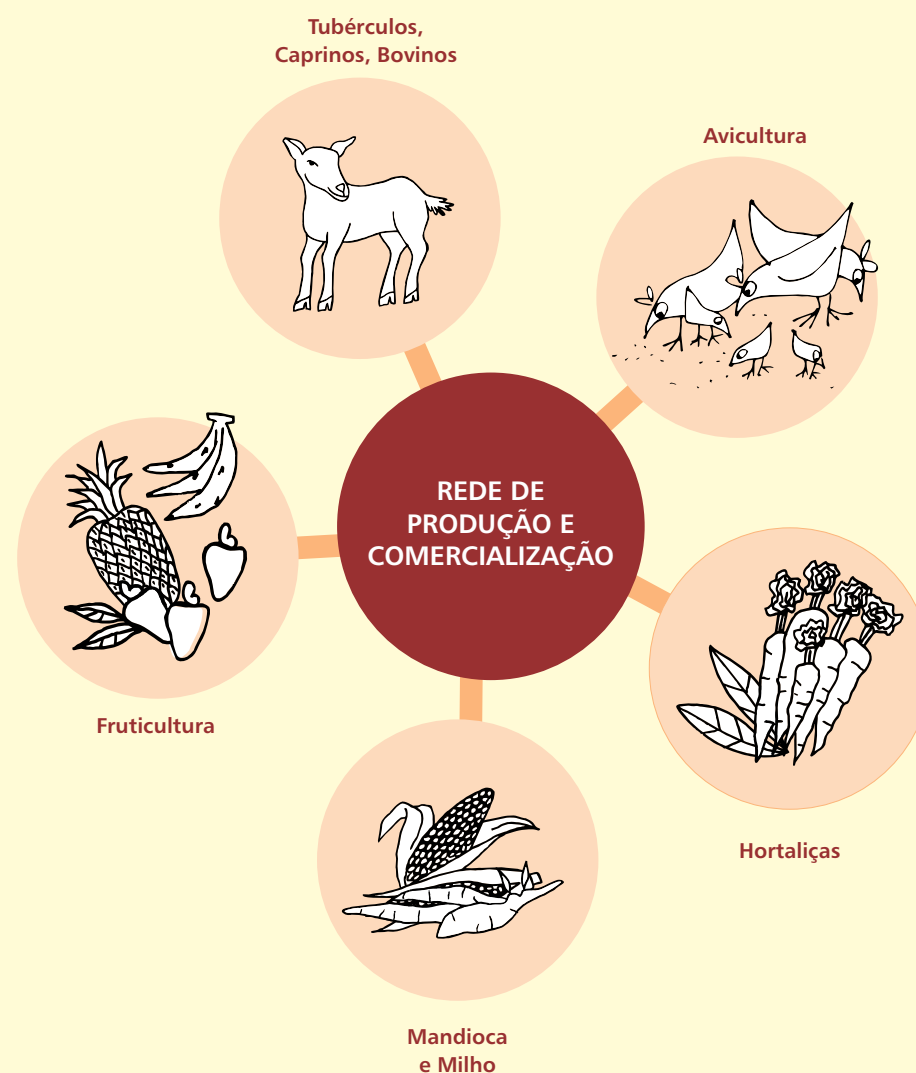 Tubérculos,
Caprinos, Bovinos
Avicultura
REDE DE
PRODUÇÃO E
COMERCIALIZAÇÃO
Fruticultura
Hortaliças
Mandioca
e Milho